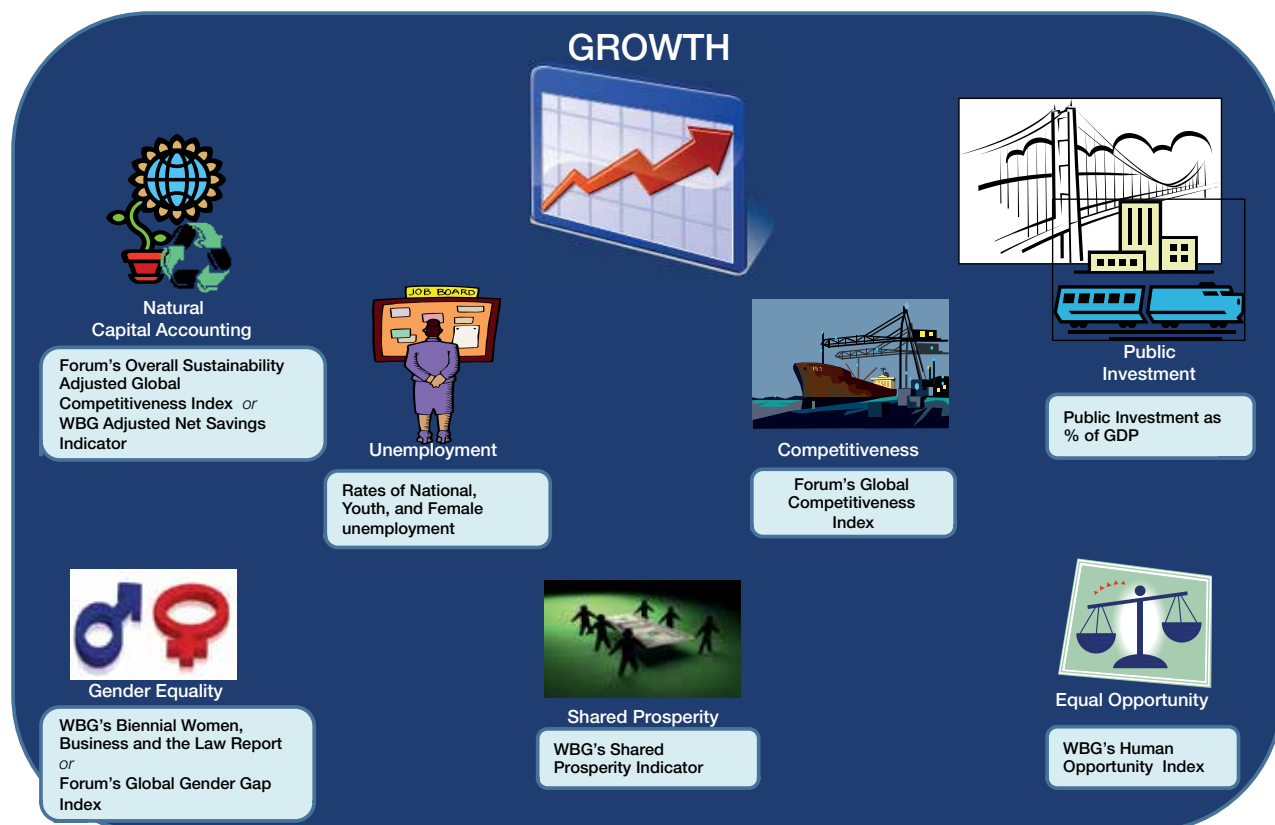 GROWTH
Natural
Capital Accounting
Forum's Overall Sustainability
Adjusted Global
Competitiveness Index or
WBG Adjusted Net Savings
Indicator
JOB BOARD
Unemployment
Rates of National,
Youth, and Female
unemployment
Competitiveness
Forum's Global
Competitiveness
Index
Public
Investment
Public Investment as
% of GDP
Gender Equality
WBG's Biennial Women,
Business and the Law Report
or
Forum's Global Gender Gap
Index
Shared Prosperity
WBG's Shared
Prosperity Indicator
Equal Opportunity
WBG's Human
Opportunity Index